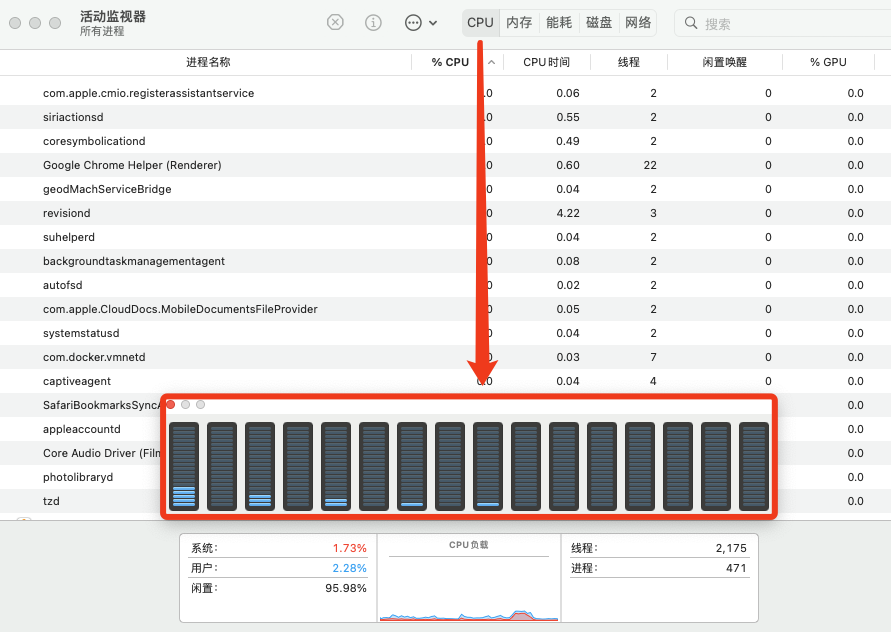 活动监视器
所有进程
CPU 内存 能耗 磁盘 网络 搜索
进程名称 % CPU CPU时间 线程 闲置唤醒 % GPU
com.apple.cmio.registerassistantservice .0 0.06 2 0 0.0
siriactionsd .0 0.55 2 0 0.0
coresymbolicationd .0 0.49 2 0 0.0
Google Chrome Helper (Renderer) .0 0.60 22 0 0.0
geodMachServiceBridge .0 0.04 2 0 0.0
revisiond 0 4.22 3 0 0.0
suhelperd 0 0.04 2 0 0.0
backgroundtaskmanagementagent 0 0.08 2 0 0.0
autofsd 0 0.02 2 0 0.0
com.apple.CloudDocs.MobileDocumentsFileProvider 0 0.05 2 0 0.0
systemstatusd 0 0.04 2 0 0.0
com.docker.vmnetd 0 0.03 7 0 0.0
captiveagent 0.0 0.04 4 0 0.0
SafariBookmarksSyncA 0.0
appleaccountd 0.0
Core Audio Driver (Film 0.0
photolibraryd 0.0
tzd 0.0
系统: 1.73%
用户: 2.28%
闲置: 95.98%
CPU负载
线程: 2,175
进程: 471